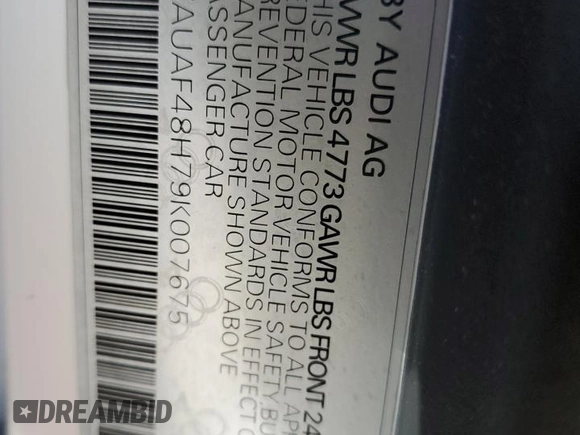 BY AUDI AG
GVWR LBS 4773 GAWR LBS FRONT 24
THIS VEHICLE CONFORMS TO ALL APP
FEDERAL MOTOR VEHICLE SAFETY, BU
PREVENTION STANDARDS IN EFFECT O
MANUFACTURE SHOWN ABOVE
PASSENGER CAR
WAUAF48H79K007675
DREAMBID